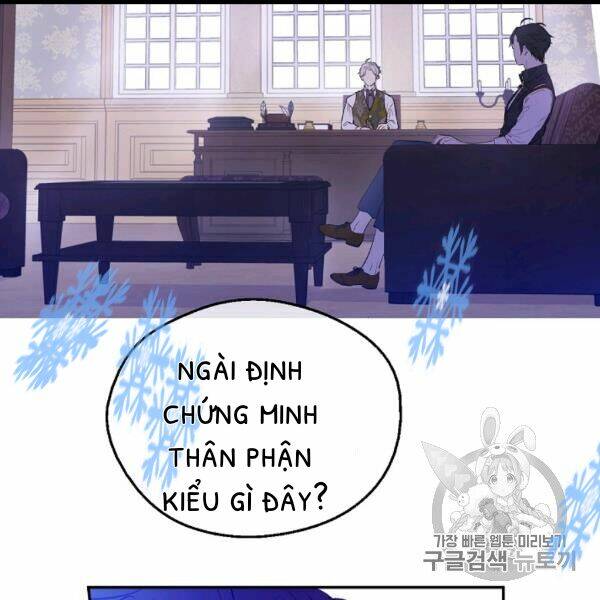 NGÀI ĐỊNH
CHỨNG MINH
THÂN PHẬN
KIỂU GÌ ĐÂY?
가장 빠른 웹툰 미리보기
구글검색 뉴토끼